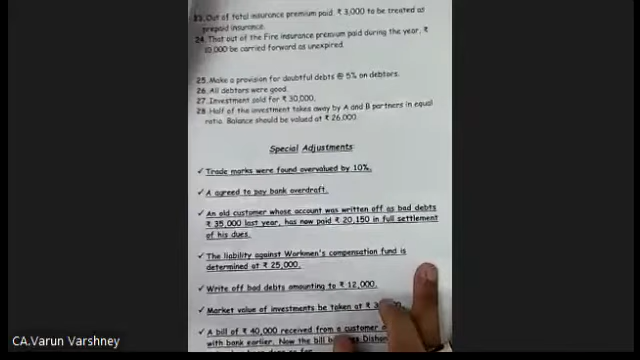 23. Out of total insurance premium paid ₹ 3,000 to be treated as
prepaid insurance.
24. That out of the Fire insurance premium paid during the year, ₹
10,000 be carried forward as unexpired.
25. Make a provision for doubtful debts @ 5% on debtors.
26. All debtors were good.
27. Investment sold for ₹ 30,000.
28. Half of the investment takes away by A and B partners in equal
ratio. Balance should be valued at ₹ 26,000
Special Adjustments
✓ Trade marks were found overvalued by 10%.
✓ A agreed to pay bank overdraft.
✓ An old customer whose account was written off as bad debts
₹ 35,000 last year, has now paid ₹ 20,150 in full settlement
of his dues.
✓ The liability against Workmen's compensation fund is
determined at ₹ 25,000.
✓ Write off bad debts amounting to ₹ 12,000.
✓ Market value of investments be taken at ₹
✓ A bill of ₹ 40,000 received from a customer
with bank earlier. Now the bill
CA.Varun Varshney